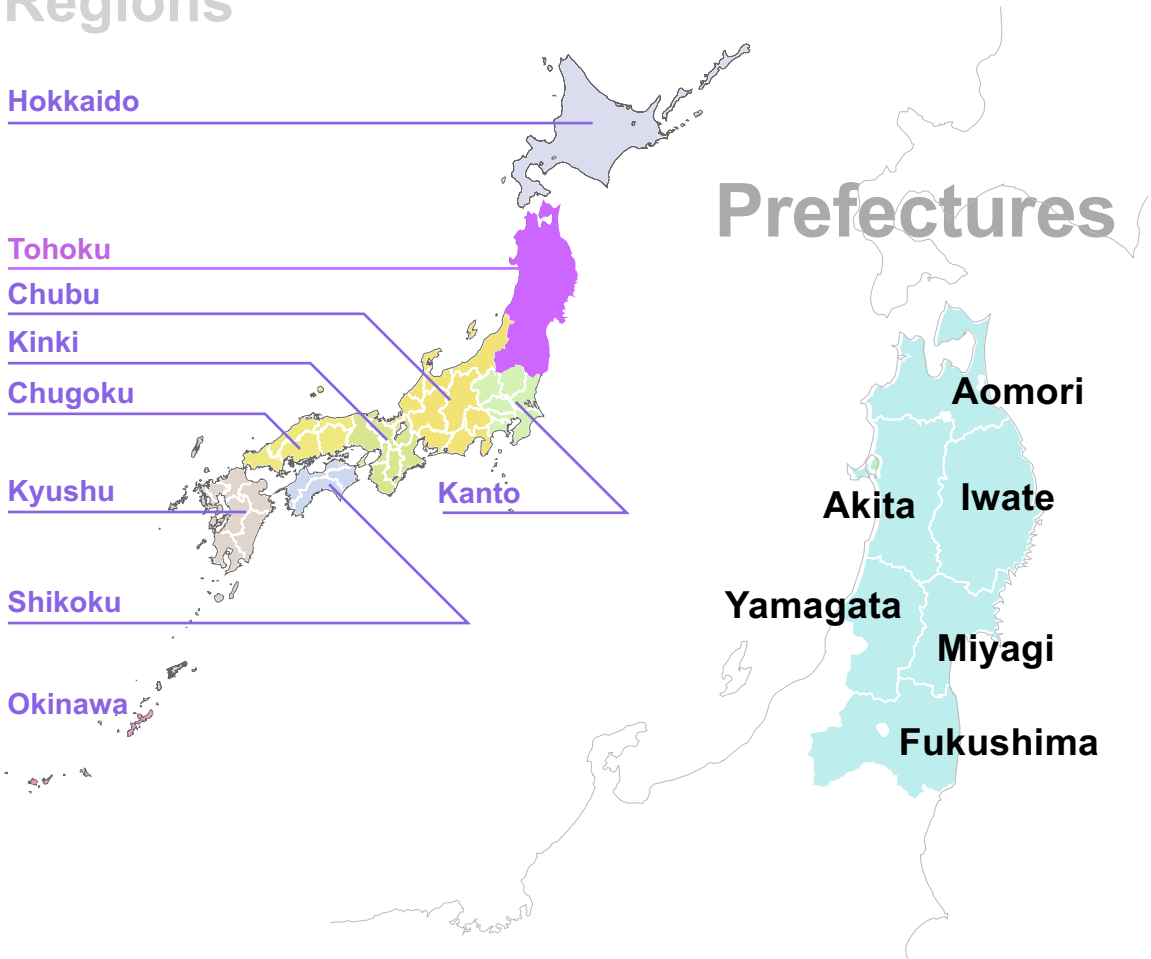 Regions
Hokkaido
Tohoku
Chubu
Kinki
Chugoku
Kyushu
Kanto
Shikoku
Okinawa
Prefectures
Aomori
Akita
Iwate
Yamagata
Miyagi
Fukushima